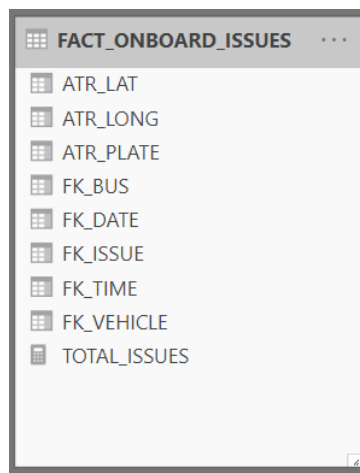 FACT_ONBOARD_ISSUES ...
ATR_LAT
ATR_LONG
ATR_PLATE
FK_BUS
FK_DATE
FK_ISSUE
FK_TIME
FK_VEHICLE
TOTAL_ISSUES